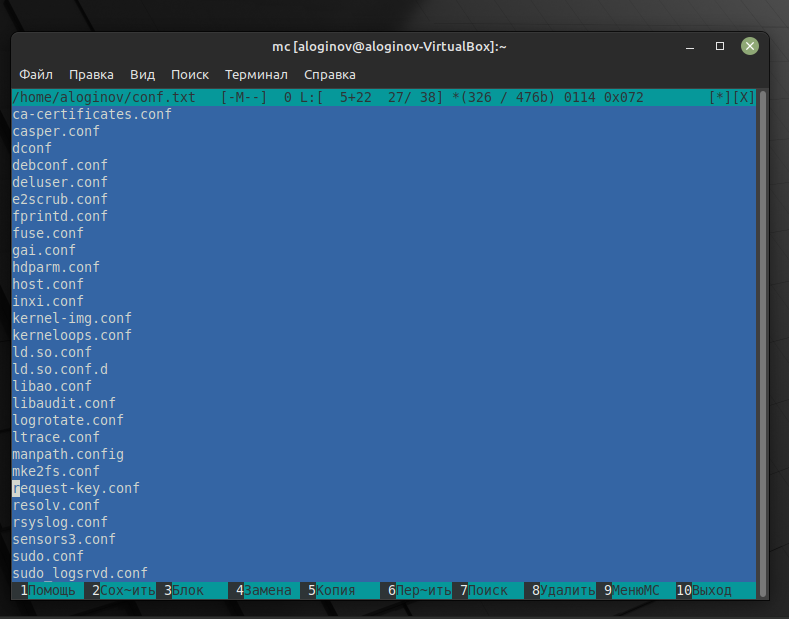 mc [aloginov@aloginov-VirtualBox]:~
Файл Правка Вид Поиск Терминал Справка
/home/aloginov/conf.txt [-M--] 0 L:[ 5+22 27/ 38] *(326 / 476b) 0114 0x072 [*][X]
ca-certificates.conf
casper.conf
dconf
debconf.conf
deluser.conf
e2scrub.conf
fprintd.conf
fuse.conf
gai.conf
hdparm.conf
host.conf
inxi.conf
kernel-img.conf
kerneloops.conf
ld.so.conf
ld.so.conf.d
libao.conf
libaudit.conf
logrotate.conf
ltrace.conf
manpath.config
mke2fs.conf
request-key.conf
resolv.conf
rsyslog.conf
sensors3.conf
sudo.conf
sudo_logsrvd.conf
1Помощь 2Сох~ить 3Блок 4Замена 5Копия 6Пер~ить 7Поиск 8Удалить 9МенюМС 10Выход